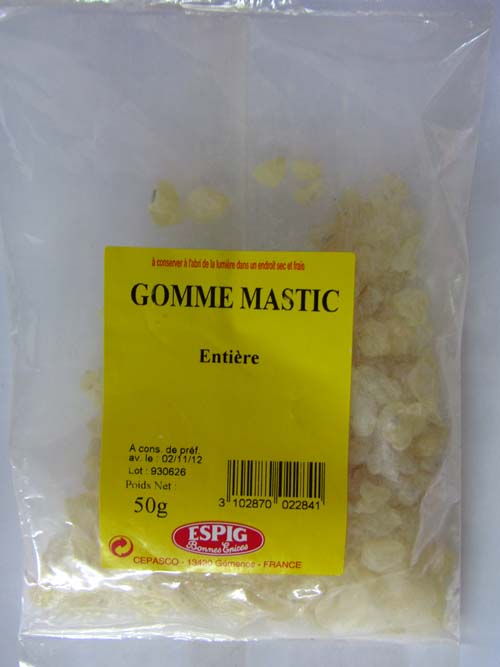 à conserver à l'abri de la lumière dans un endroit sec et frais
GOMME MASTIC
Entière
A cons. de préf.
av. le : 02/11/12
Lot : 930626
Poids Net :
50g
3 102870 022841
ESPIG
Bonnes Epices
CEPASCO - 13420 Gémenos - FRANCE